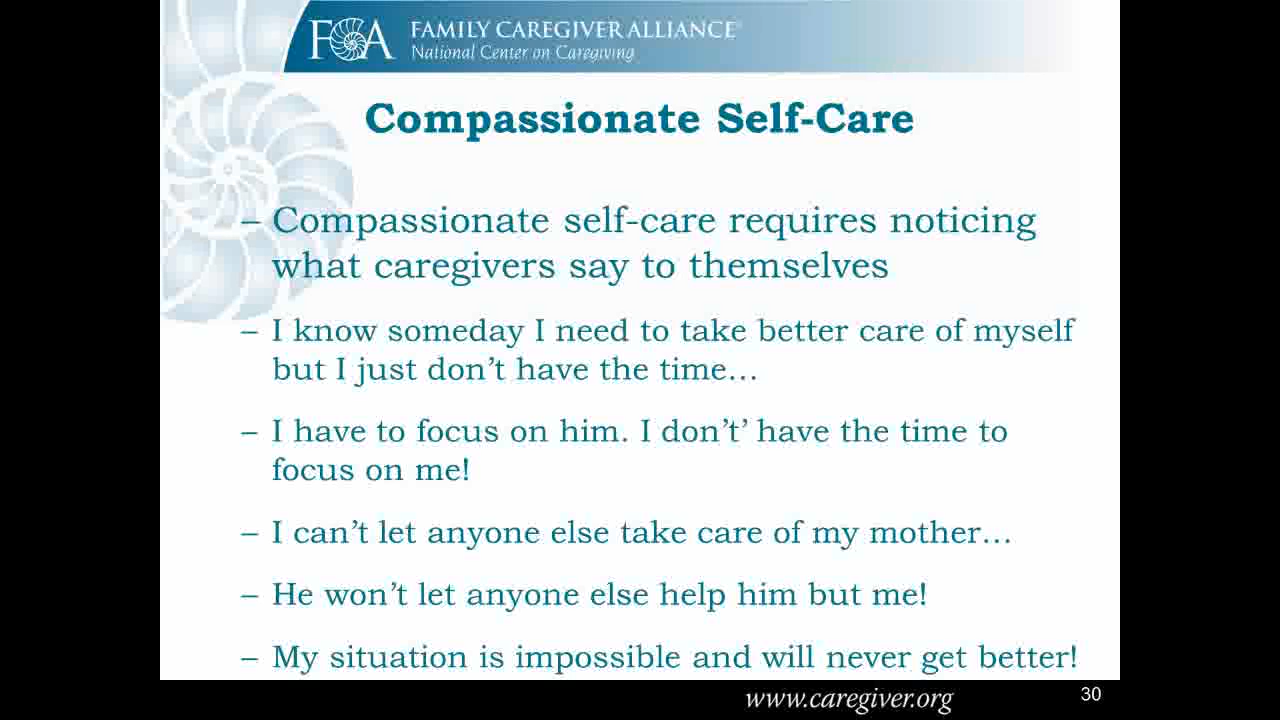 FCA FAMILY CAREGIVER ALLIANCE®
National Center on Caregiving
Compassionate Self-Care
– Compassionate self-care requires noticing
what caregivers say to themselves
– I know someday I need to take better care of myself
but I just don’t have the time…
– I have to focus on him. I don’t’ have the time to
focus on me!
– I can’t let anyone else take care of my mother…
– He won’t let anyone else help him but me!
– My situation is impossible and will never get better!
www.caregiver.org
30